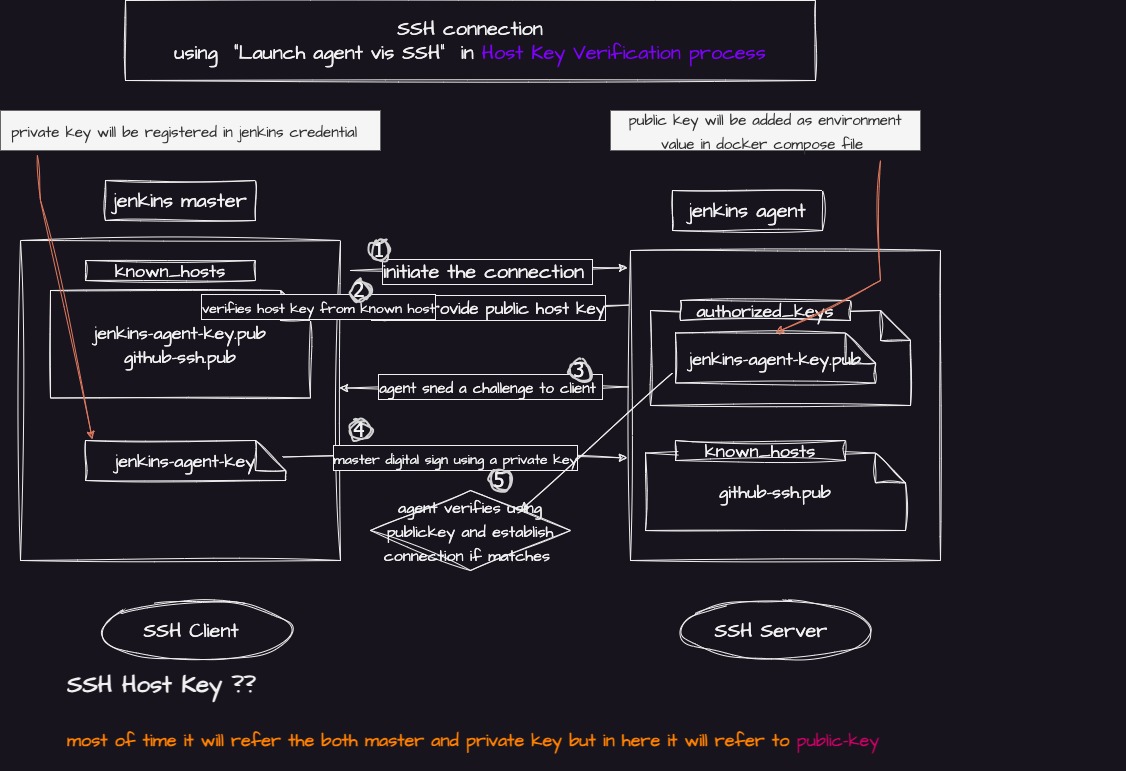 SSH connection
using "Launch agent vis SSH" in Host Key Verification process
private key will be registered in jenkins credential
public key will be added as environment
value in docker compose file
jenkins master
jenkins agent
known_hosts
jenkins-agent-key.pub
github-ssh.pub
1
initiate the connection
2
verifies host key from known host
ovide public host key
authorized_keys
jenkins-agent-key.pub
3
agent sned a challenge to client
4
jenkins-agent-key
master digital sign using a private key
known_hosts
github-ssh.pub
5
agent verifies using
publickey and establish
connection if matches
SSH Client
SSH Server
SSH Host Key ??
most of time it will refer the both master and private key but in here it will refer to public-key